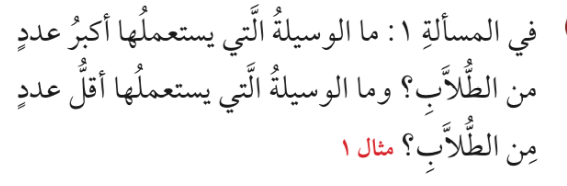 في المسألةِ ١: ما الوسيلةُ الَّتي يستعملُها أكبرُ عددٍ
من الطُّلاَّبِ؟ وما الوسيلةُ الَّتي يستعملُها أقلُّ عددٍ
مِن الطُّلاَّبِ؟ مثال ١